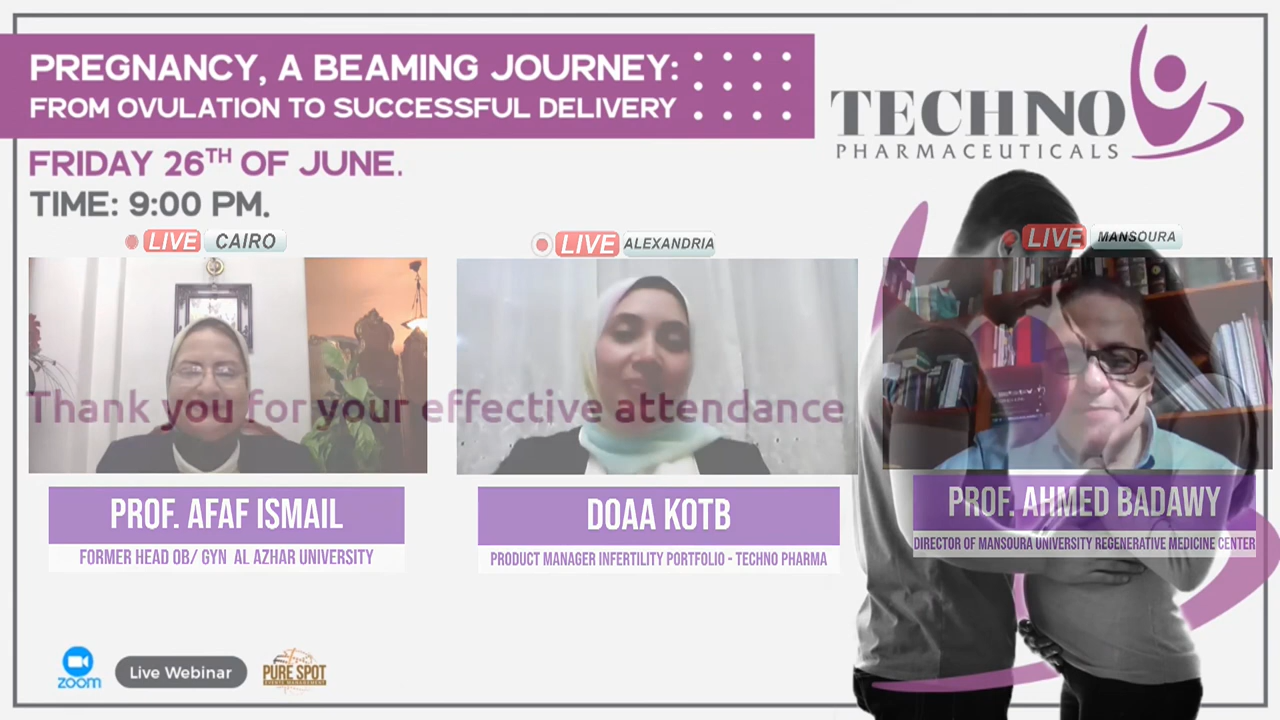 PREGNANCY, A BEAMING JOURNEY:
FROM OVULATION TO SUCCESSFUL DELIVERY
TECHNO
PHARMACEUTICALS
FRIDAY 26TH OF JUNE.
TIME: 9:00 PM.
LIVE CAIRO
LIVE ALEXANDRIA
LIVE MANSOURA
Thank you for your effective attendance
PROF. AFAF ISMAIL
FORMER HEAD OB/ GYN AL AZHAR UNIVERSITY
DOAA KOTB
PRODUCT MANAGER INFERTILITY PORTFOLIO - TECHNO PHARMA
PROF. AHMED BADAWY
DIRECTOR OF MANSOURA UNIVERSITY REGENERATIVE MEDICINE CENTER
zoom
Live Webinar
PURE SPOT
EVENTS MANAGEMENT